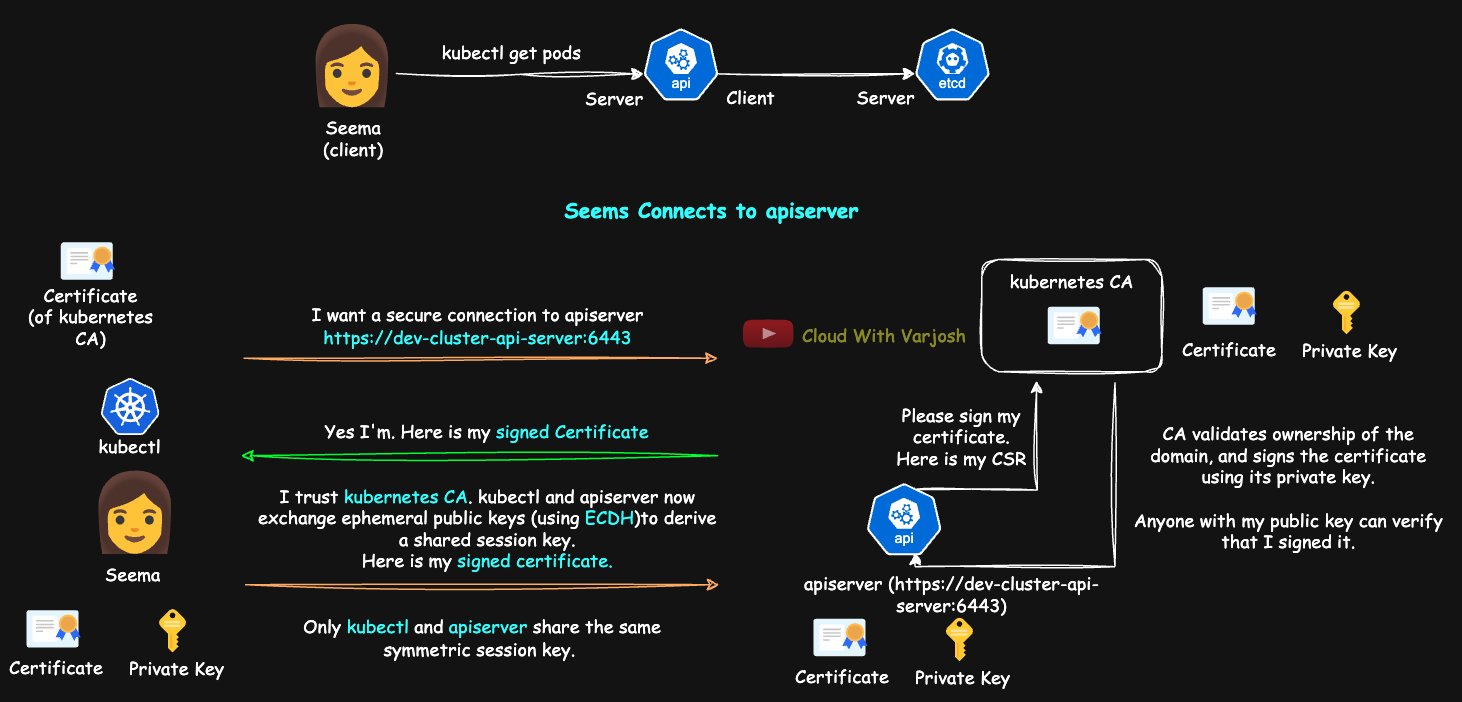 kubectl get pods
api
etcd
Server
Client
Server
Seema
(client)
Seems Connects to apiserver
Certificate
(of kubernetes
CA)
I want a secure connection to apiserver
https://dev-cluster-api-server:6443
Cloud With Varjosh
kubernetes CA
Certificate
Private Key
kubectl
Yes I'm. Here is my signed Certificate
Please sign my
certificate.
Here is my CSR
CA validates ownership of the
domain, and signs the certificate
using its private key.
Anyone with my public key can verify
that I signed it.
I trust kubernetes CA. kubectl and apiserver now
exchange ephemeral public keys (using ECDH)to derive
a shared session key.
Here is my signed certificate.
api
Seema
apiserver (https://dev-cluster-api-
server:6443)
Only kubectl and apiserver share the same
symmetric session key.
Certificate
Private Key
Certificate
Private Key